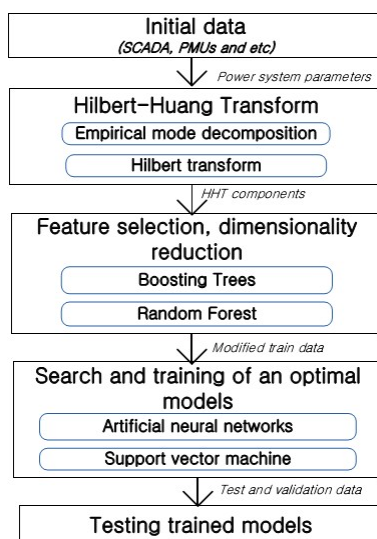 Initial data
(SCADA, PMUs and etc)
Power system parameters
Hilbert-Huang Transform
Empirical mode decomposition
Hilbert transform
HHT components
Feature selection, dimensionality
reduction
Boosting Trees
Random Forest
Modified train data
Search and training of an optimal
models
Artificial neural networks
Support vector machine
Test and validation data
Testing trained models